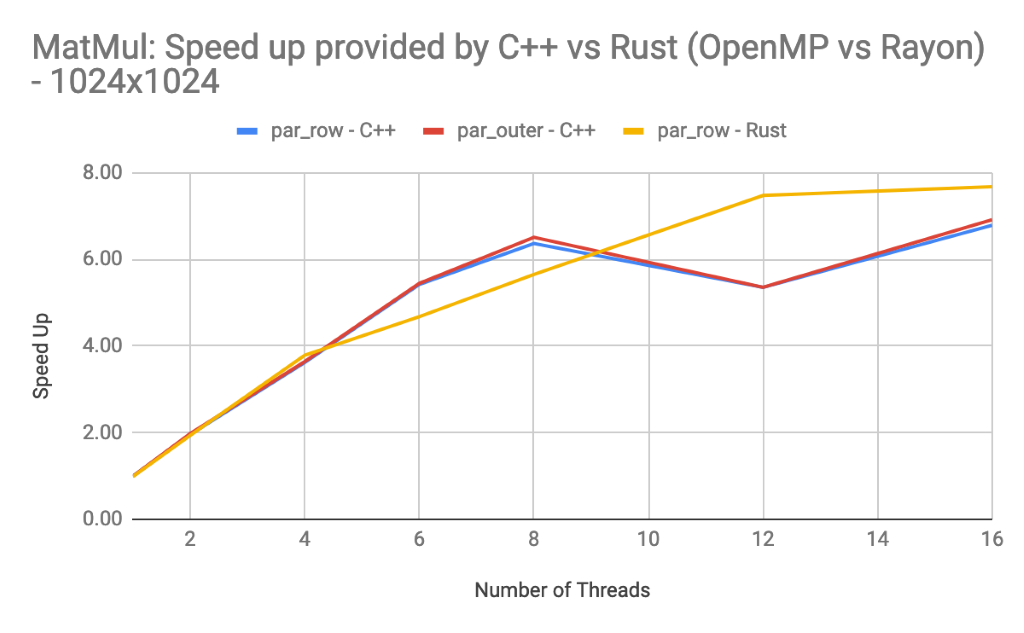 MatMul: Speed up provided by C++ vs Rust (OpenMP vs Rayon)
- 1024x1024
par_row - C++ par_outer - C++ par_row - Rust
8.00
6.00
4.00
2.00
0.00
Speed Up
2 4 6 8 10 12 14 16
Number of Threads